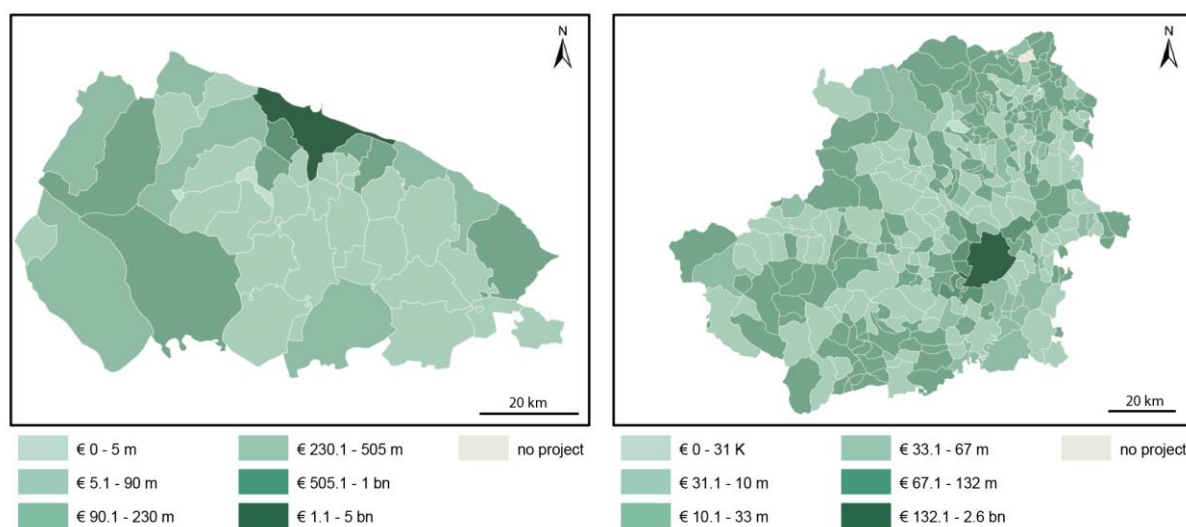 N
20 km
€ 0 - 5 m
€ 5.1 - 90 m
€ 90.1 - 230 m
€ 230.1 - 505 m
€ 505.1 - 1 bn
€ 1.1 - 5 bn
no project
N
20 km
€ 0 - 31 K
€ 31.1 - 10 m
€ 10.1 - 33 m
€ 33.1 - 67 m
€ 67.1 - 132 m
€ 132.1 - 2.6 bn
no project